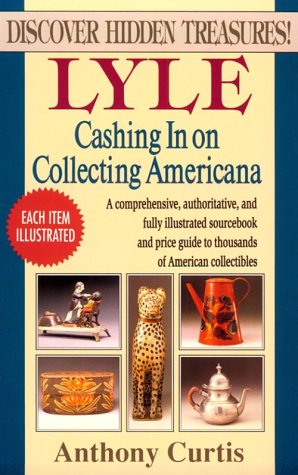 DISCOVER HIDDEN TREASURES!
LYLE
Cashing In on
Collecting Americana
EACH ITEM
ILLUSTRATED
A comprehensive, authoritative, and
fully illustrated sourcebook
and price guide to thousands
of American collectibles
Anthony Curtis